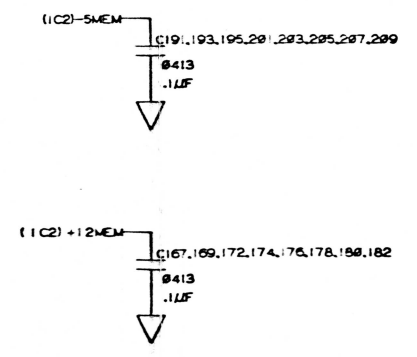 (1C2)-5MEM
C191.193.195.201.203.205.207.209
0413
.1UF
(1C2)+12MEM
C167.169.172.174.176.178.180.182
0413
.1UF